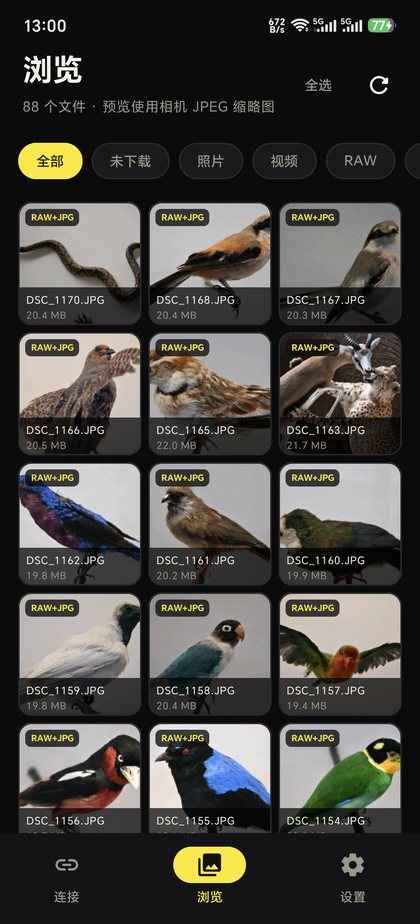 13:00
672 B/s 5G 5G 77
浏览
全选
88 个文件 · 预览使用相机 JPEG 缩略图
全部 未下载 照片 视频 RAW
RAW+JPG RAW+JPG RAW+JPG
DSC_1170.JPG DSC_1168.JPG DSC_1167.JPG
20.4 MB 20.4 MB 20.3 MB
RAW+JPG RAW+JPG RAW+JPG
DSC_1166.JPG DSC_1165.JPG DSC_1163.JPG
20.5 MB 22.0 MB 21.7 MB
RAW+JPG RAW+JPG RAW+JPG
DSC_1162.JPG DSC_1161.JPG DSC_1160.JPG
19.8 MB 20.2 MB 19.9 MB
RAW+JPG RAW+JPG RAW+JPG
DSC_1159.JPG DSC_1158.JPG DSC_1157.JPG
19.8 MB 20.4 MB 19.4 MB
RAW+JPG RAW+JPG RAW+JPG
DSC_1156.JPG DSC_1155.JPG DSC_1154.JPG
连接 浏览 设置